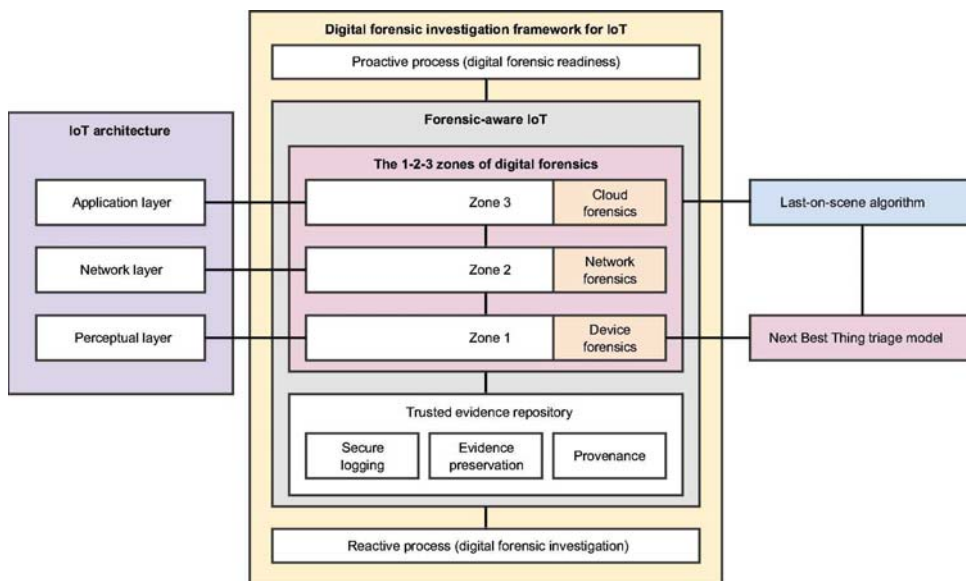 Digital forensic investigation framework for IoT
Proactive process (digital forensic readiness)
IoT architecture
Application layer
Network layer
Perceptual layer
Forensic-aware IoT
The 1-2-3 zones of digital forensics
Zone 3
Cloud
forensics
Zone 2
Network
forensics
Zone 1
Device
forensics
Trusted evidence repository
Secure
logging
Evidence
preservation
Provenance
Reactive process (digital forensic investigation)
Last-on-scene algorithm
Next Best Thing triage model